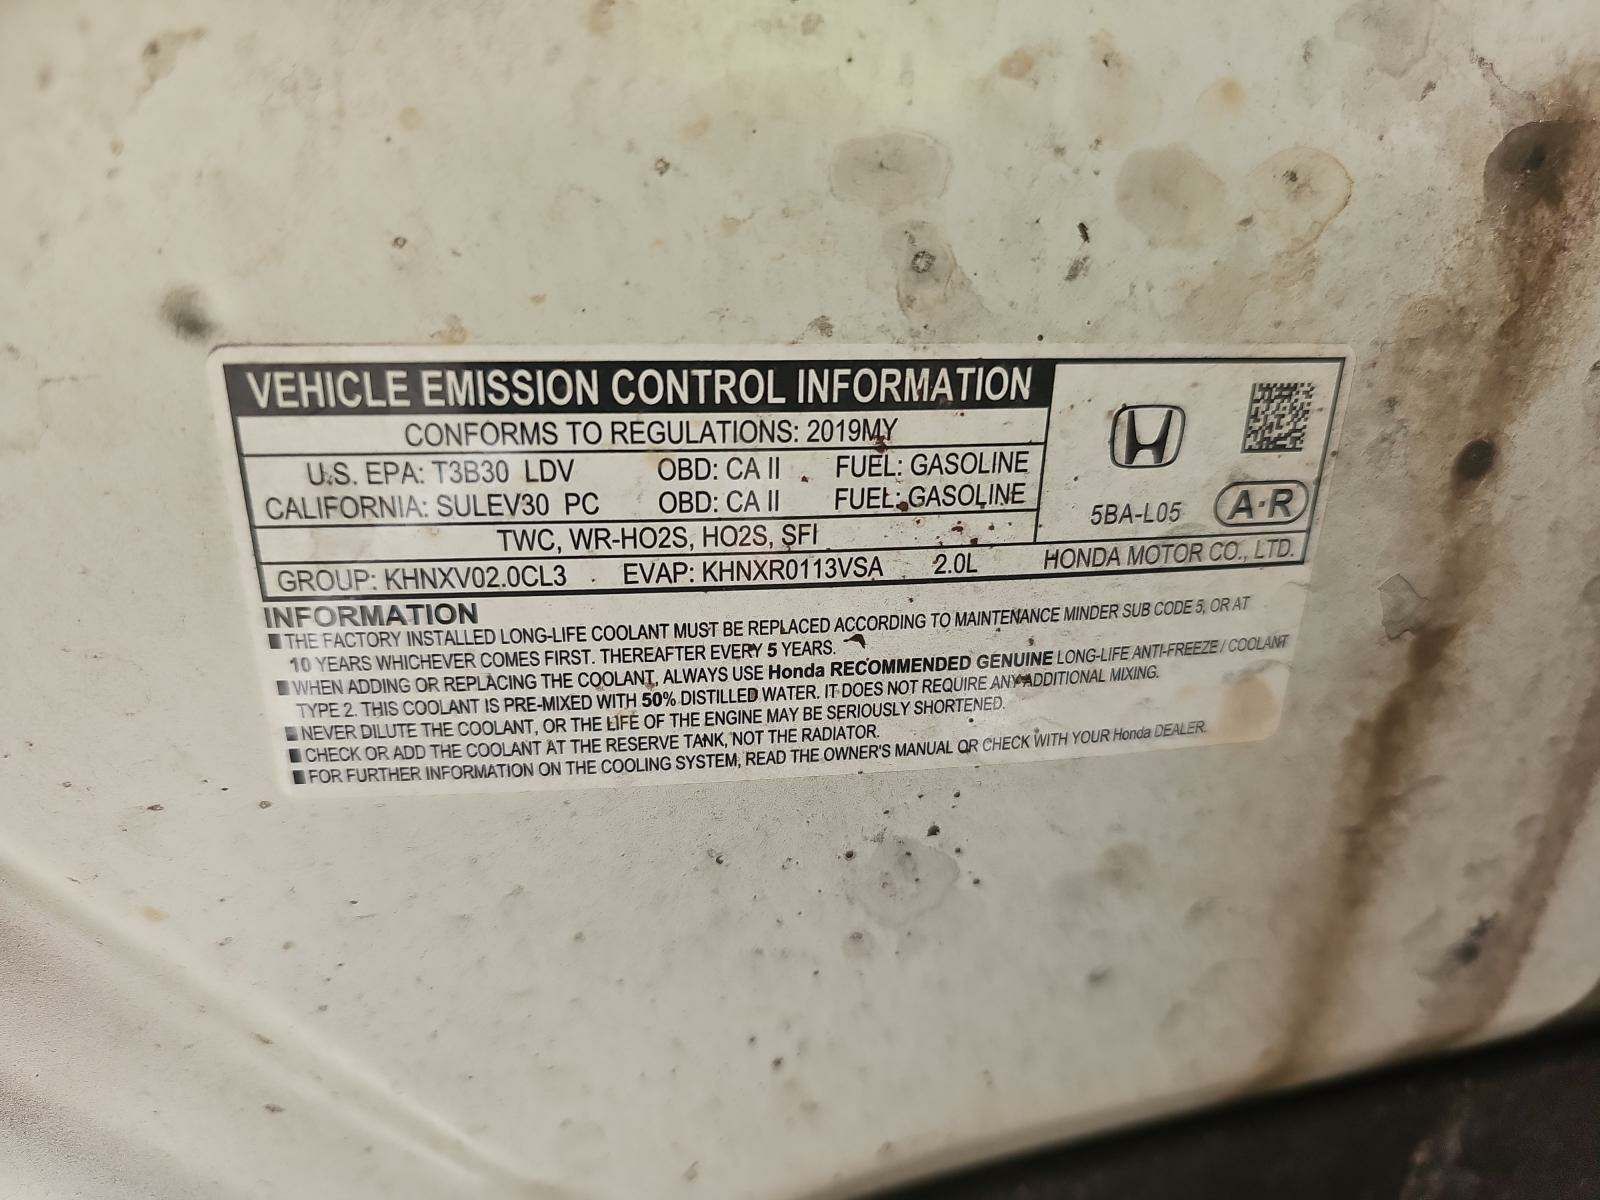 VEHICLE EMISSION CONTROL INFORMATION
CONFORMS TO REGULATIONS: 2019MY
U.S. EPA: T3B30 LDV OBD: CA II FUEL: GASOLINE
CALIFORNIA: SULEV30 PC OBD: CA II FUEL: GASOLINE
TWC, WR-HO2S, HO2S, SFI
5BA-L05 A·R
GROUP: KHNXV02.0CL3 EVAP: KHNXR0113VSA 2.0L HONDA MOTOR CO., LTD.
INFORMATION
■ THE FACTORY INSTALLED LONG-LIFE COOLANT MUST BE REPLACED ACCORDING TO MAINTENANCE MINDER SUB CODE 5, OR AT
10 YEARS WHICHEVER COMES FIRST. THEREAFTER EVERY 5 YEARS.
■ WHEN ADDING OR REPLACING THE COOLANT, ALWAYS USE Honda RECOMMENDED GENUINE LONG-LIFE ANTI-FREEZE / COOLANT
TYPE 2. THIS COOLANT IS PRE-MIXED WITH 50% DISTILLED WATER. IT DOES NOT REQUIRE ANY ADDITIONAL MIXING.
■ NEVER DILUTE THE COOLANT, OR THE LIFE OF THE ENGINE MAY BE SERIOUSLY SHORTENED.
■ CHECK OR ADD THE COOLANT AT THE RESERVE TANK, NOT THE RADIATOR.
■ FOR FURTHER INFORMATION ON THE COOLING SYSTEM, READ THE OWNER'S MANUAL OR CHECK WITH YOUR Honda DEALER.